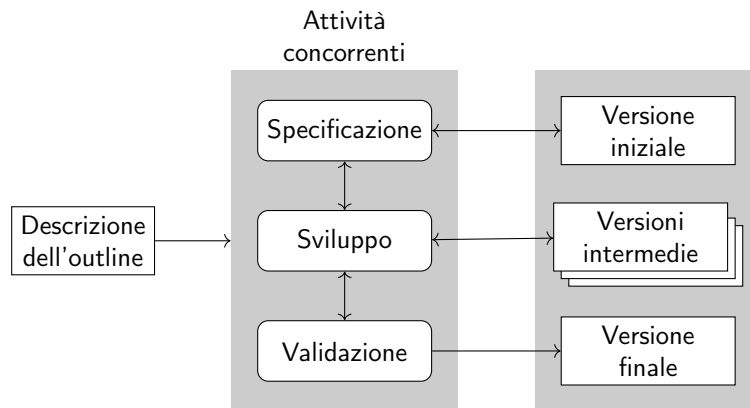 Attività
concorrenti
Specificazione
Versione
iniziale
Descrizione
dell'outline
Sviluppo
Versioni
intermedie
Validazione
Versione
finale